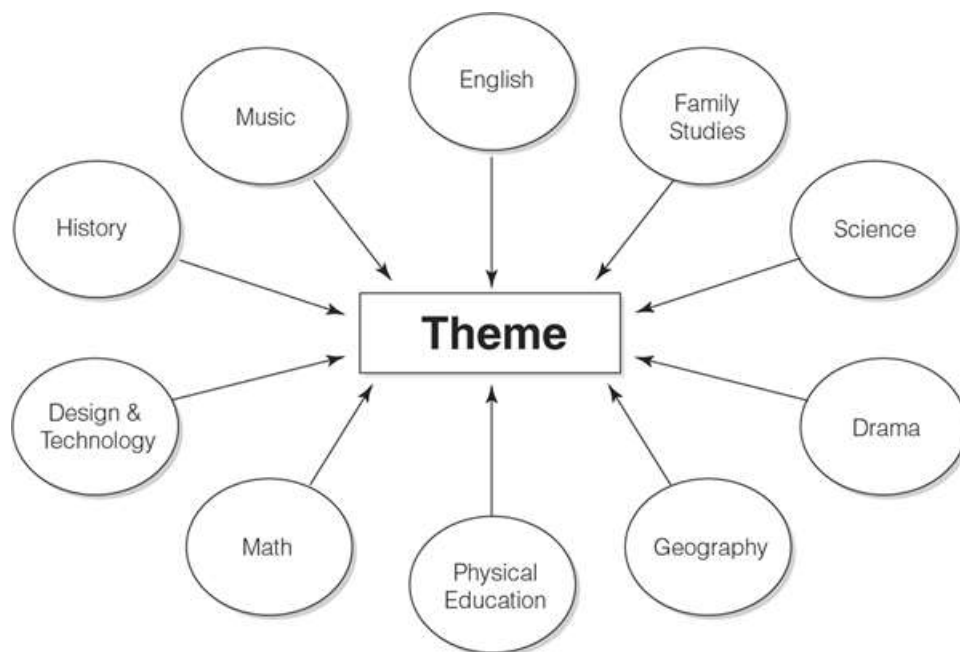 English
Music
Family
Studies
History
Science
Theme
Design &
Technology
Drama
Math
Geography
Physical
Education